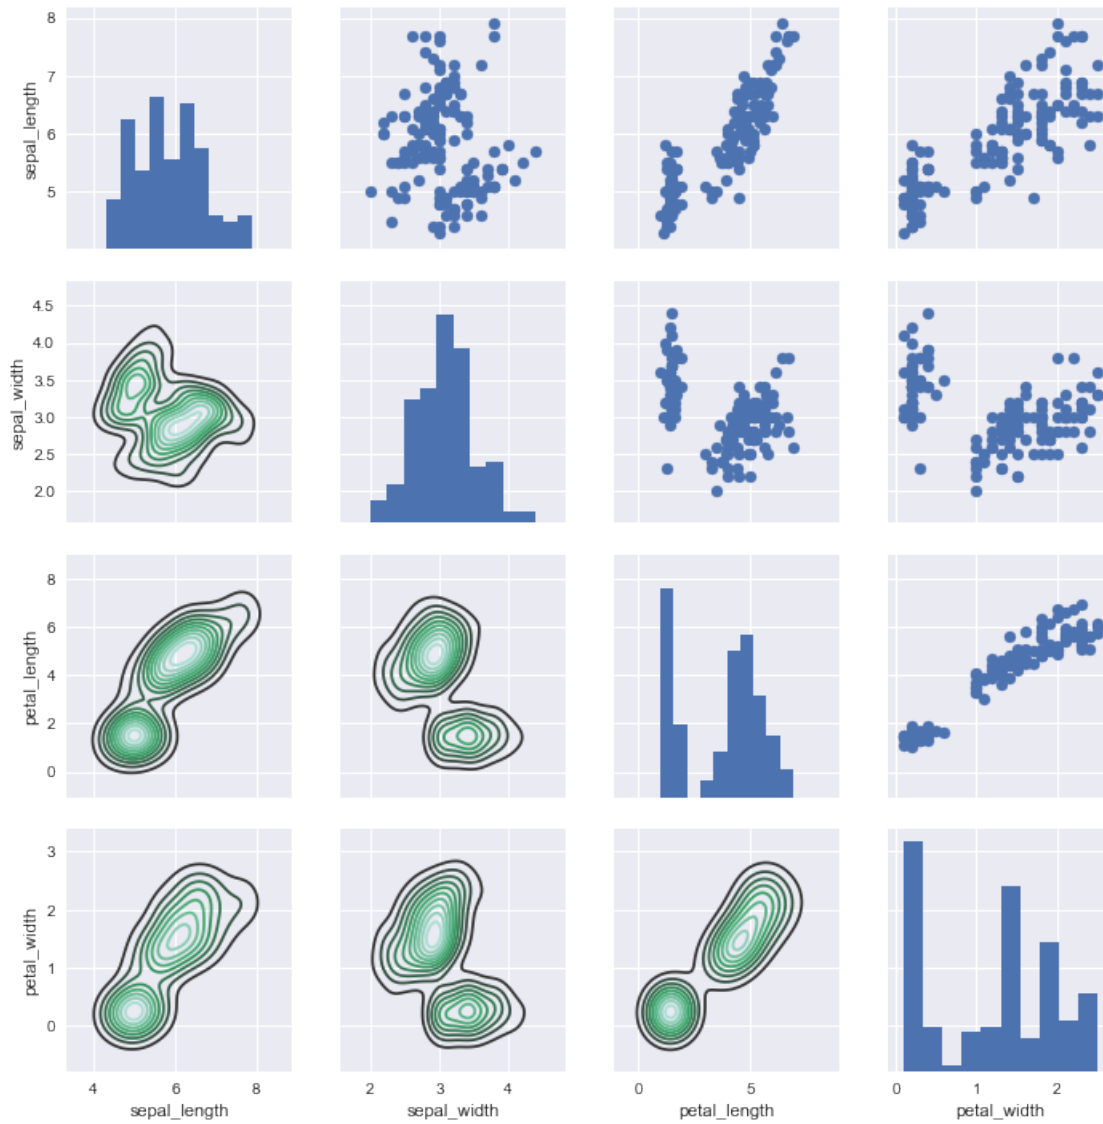 8
7
6
5
sepal_length
4.5
4.0
3.5
3.0
2.5
2.0
sepal_width
8
6
4
2
0
petal_length
3
2
1
0
petal_width
4 6 8
sepal_length
2 3 4
sepal_width
0 5
petal_length
0 1 2
petal_width